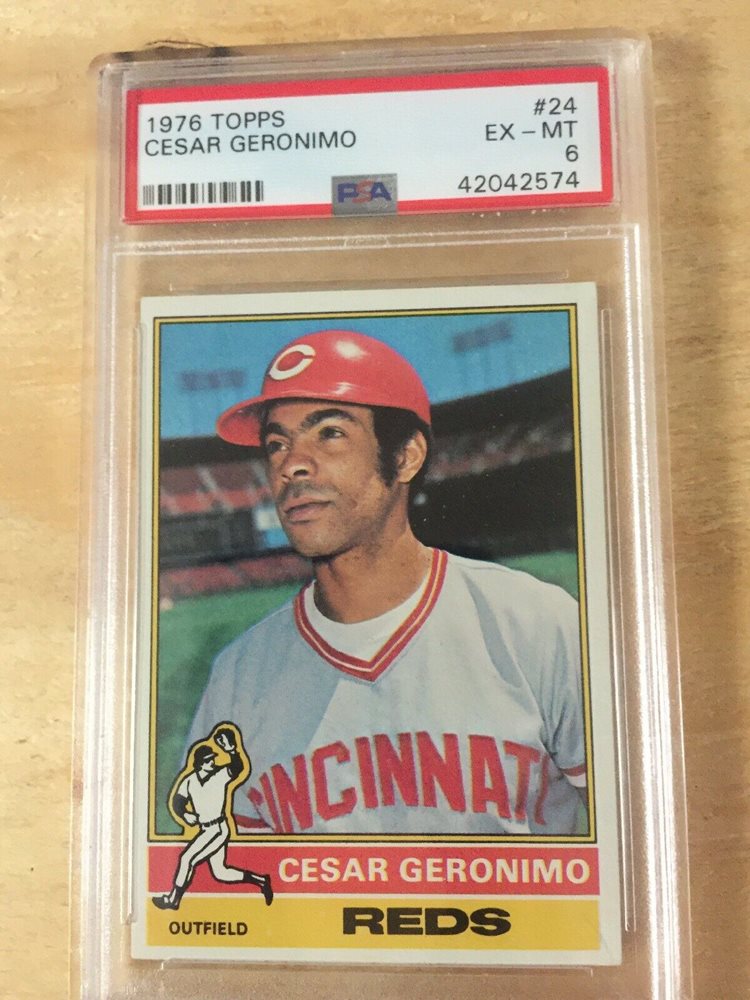 1976 TOPPS #24
CESAR GERONIMO EX-MT
6
PSA 42042574
C
CINCINNATI
CESAR GERONIMO
OUTFIELD REDS